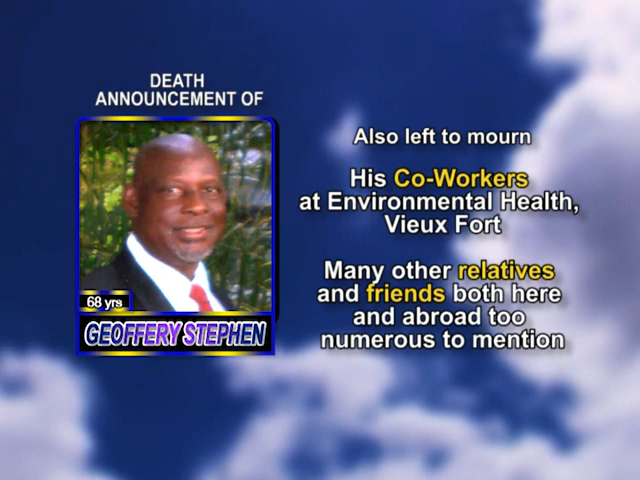 DEATH
ANNOUNCEMENT OF
68 yrs
GEOFFERY STEPHEN
Also left to mourn
His Co-Workers
at Environmental Health,
Vieux Fort
Many other relatives
and friends both here
and abroad too
numerous to mention